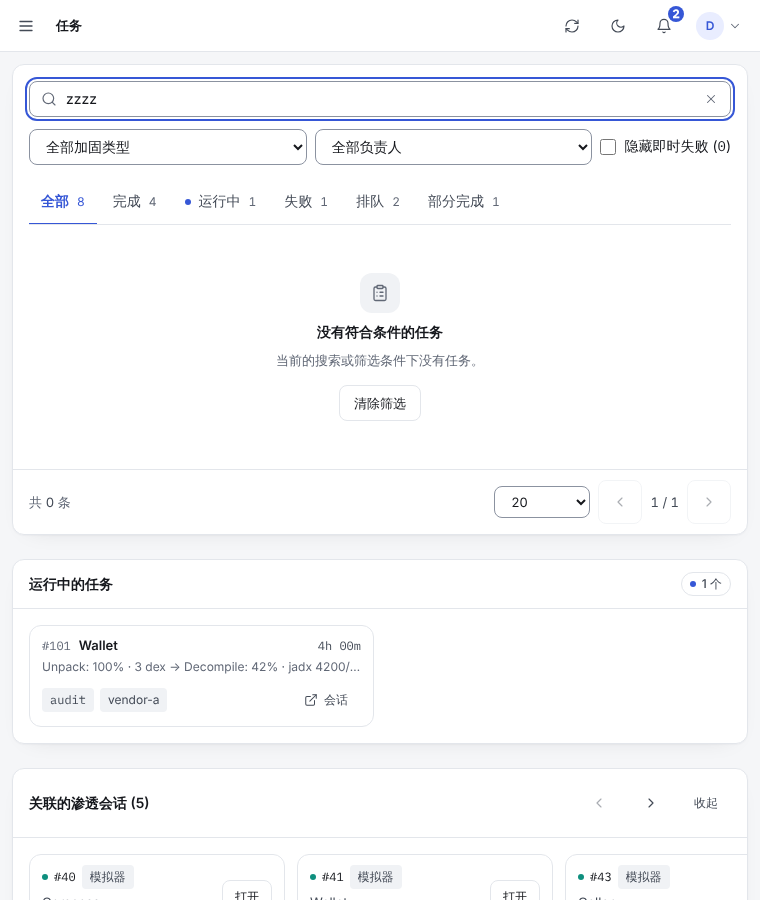 任务
2
D
zzzz
全部加固类型 全部负责人 隐藏即时失败 (0)
全部 8 完成 4 运行中 1 失败 1 排队 2 部分完成 1
没有符合条件的任务
当前的搜索或筛选条件下没有任务。
清除筛选
共 0 条 20 1 / 1
运行中的任务 1 个
#101 Wallet 4h 00m
Unpack: 100% · 3 dex → Decompile: 42% · jadx 4200/...
audit vendor-a 会话
关联的渗透会话 (5) 收起
#40 模拟器 打开 #41 模拟器 打开 #43 模拟器